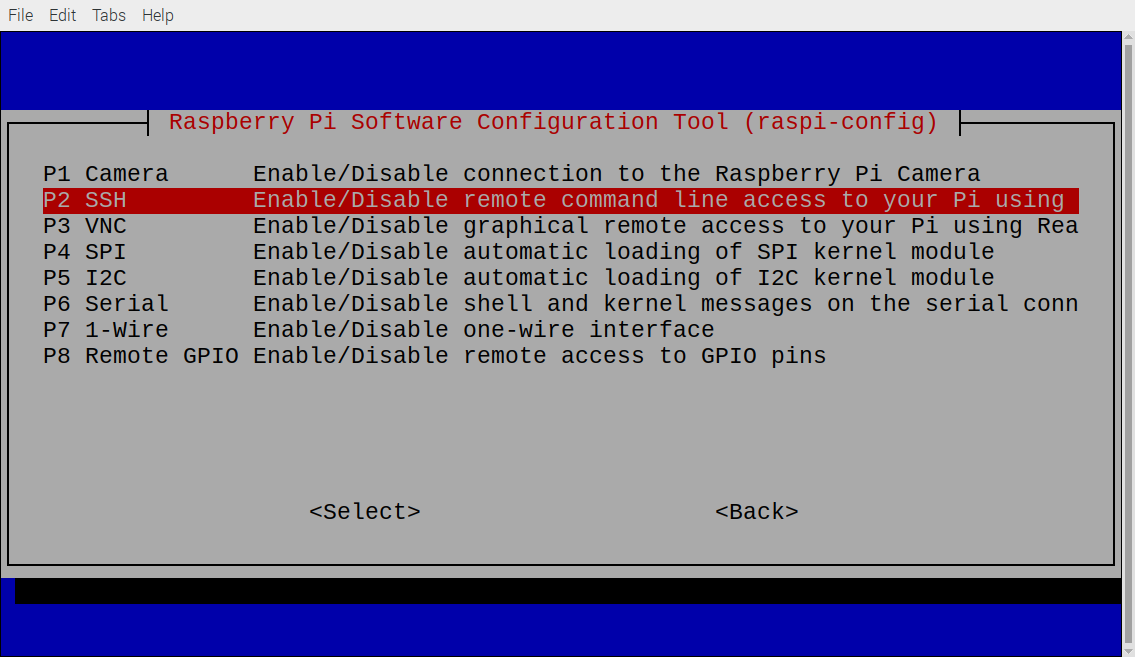 File Edit Tabs Help
Raspberry Pi Software Configuration Tool (raspi-config)
P1 Camera Enable/Disable connection to the Raspberry Pi Camera
P2 SSH Enable/Disable remote command line access to your Pi using
P3 VNC Enable/Disable graphical remote access to your Pi using Rea
P4 SPI Enable/Disable automatic loading of SPI kernel module
P5 I2C Enable/Disable automatic loading of I2C kernel module
P6 Serial Enable/Disable shell and kernel messages on the serial conn
P7 1-Wire Enable/Disable one-wire interface
P8 Remote GPIO Enable/Disable remote access to GPIO pins
<Select> <Back>